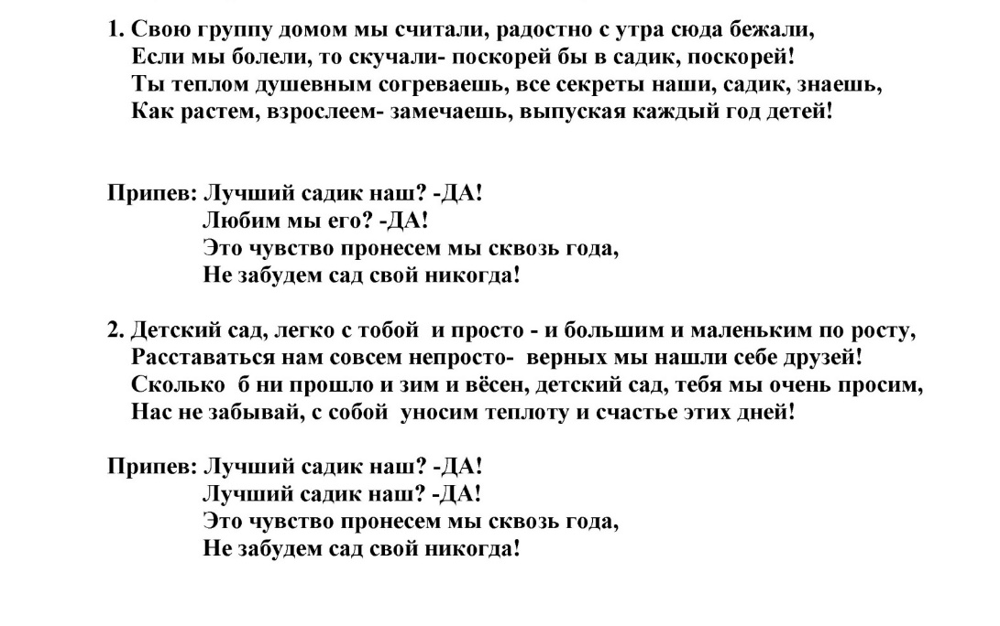 1. Свою группу домом мы считали, радостно с утра сюда бежали,
Если мы болели, то скучали- поскорей бы в садик, поскорей!
Ты теплом душевным согреваешь, все секреты наши, садик, знаешь,
Как растем, взрослеем- замечаешь, выпуская каждый год детей!
Припев: Лучший садик наш? -ДА!
Любим мы его? -ДА!
Это чувство пронесем мы сквозь года,
Не забудем сад свой никогда!
2. Детский сад, легко с тобой  и просто - и большим и маленьким по росту,
Расставаться нам совсем непросто-  верных мы нашли себе друзей!
Сколько  б ни прошло и зим и вёсен, детский сад, тебя мы очень просим,
Нас не забывай, с собой  уносим теплоту и счастье этих дней!
Припев: Лучший садик наш? -ДА!
Лучший садик наш? -ДА!
Это чувство пронесем мы сквозь года,
Не забудем сад свой никогда!